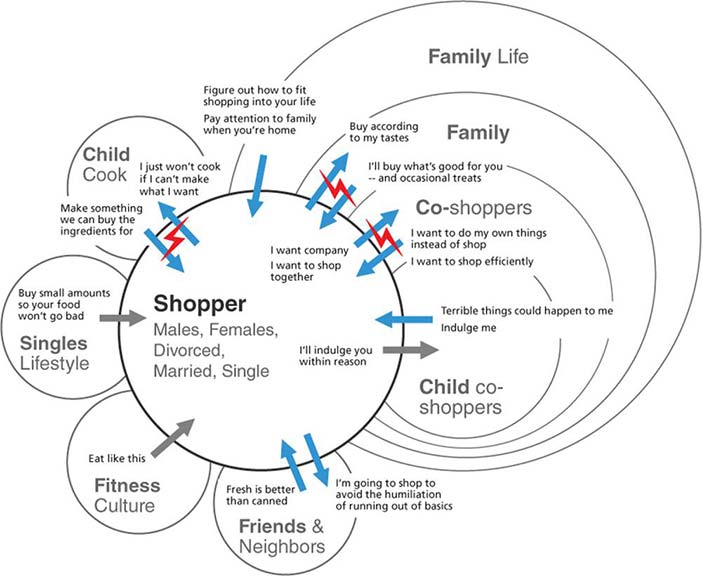 Family Life
Figure out how to fit
shopping into your life
Pay attention to family
when you're home
Buy according
to my tastes
Family
Child
Cook
I just won't cook
if I can't make
what I want
I'll buy what's good for you
-- and occasional treats
Make something
we can buy the
ingredients for
Co-shoppers
I want to do my own things
instead of shop
I want to shop efficiently
I want company
I want to shop
together
Buy small amounts
so your food
won't go bad
Singles
Lifestyle
Shopper
Males, Females,
Divorced,
Married, Single
Terrible things could happen to me
Indulge me
I'll indulge you
within reason
Child co-
shoppers
Eat like this
Fitness
Culture
Fresh is better
than canned
I'm going to shop to
avoid the humiliation
of running out of basics
Friends &
Neighbors